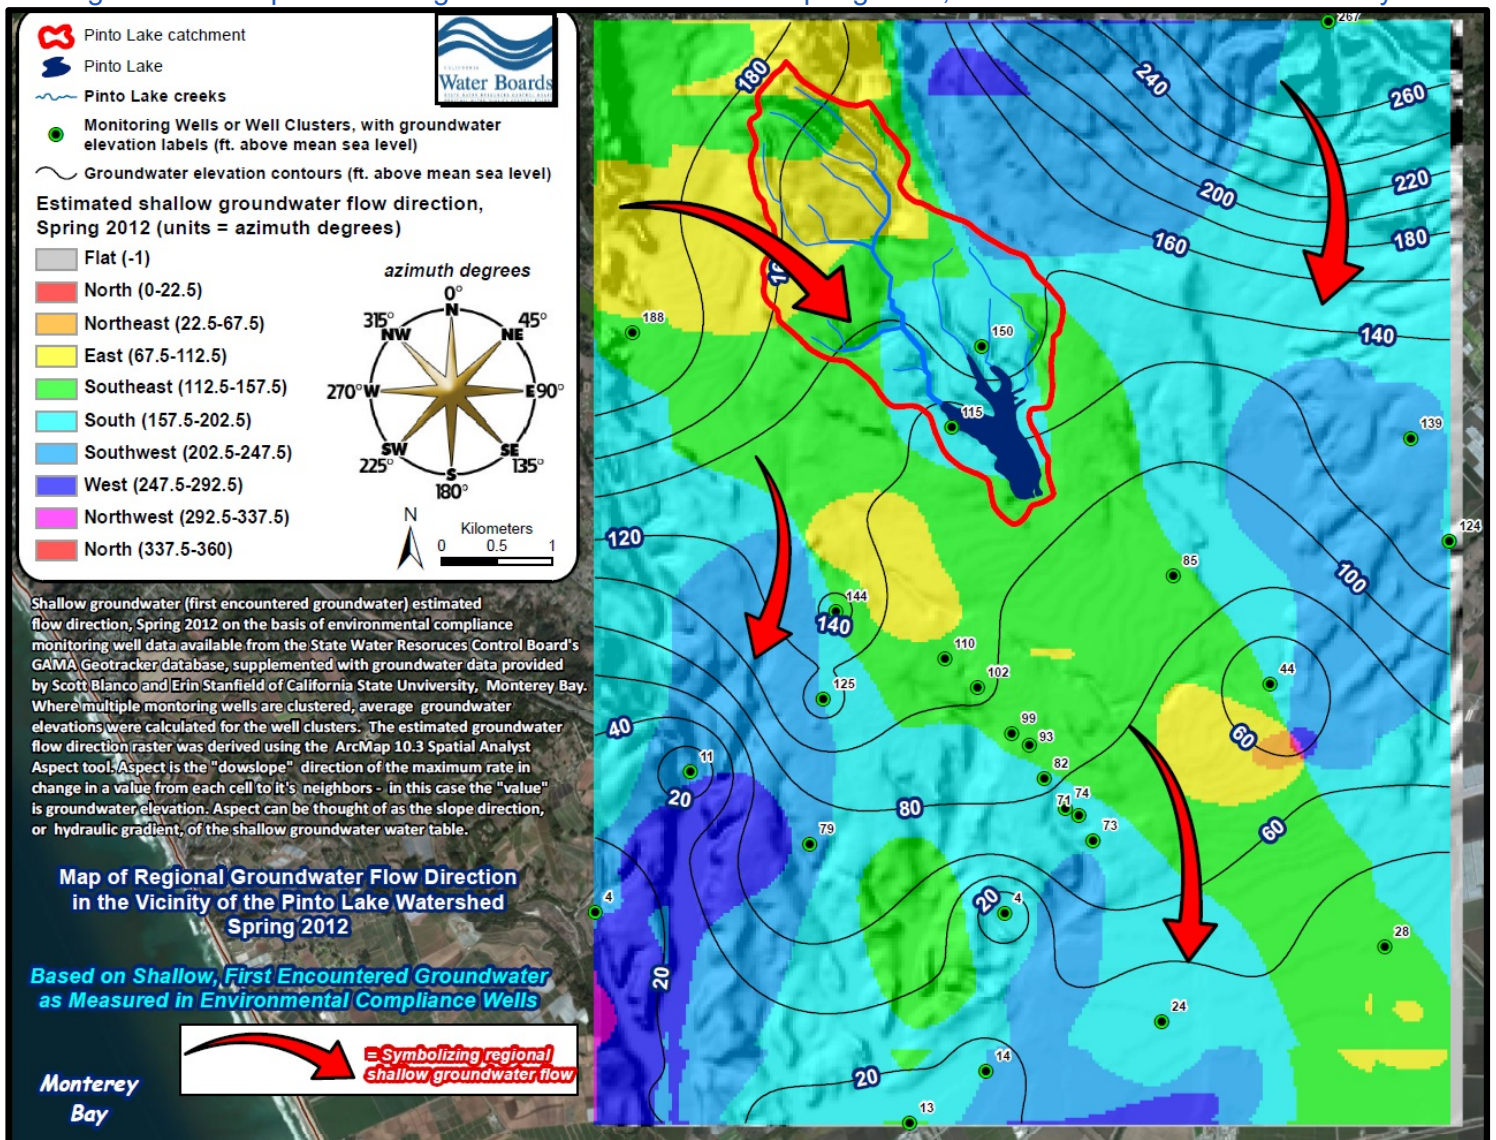 Pinto Lake catchment
Pinto Lake
Pinto Lake creeks
Monitoring Wells or Well Clusters, with groundwater
elevation labels (ft. above mean sea level)
Groundwater elevation contours (ft. above mean sea level)
CALIFORNIA
Water Boards
Estimated shallow groundwater flow direction,
Spring 2012 (units = azimuth degrees)
Flat (-1)
North (0-22.5)
Northeast (22.5-67.5)
East (67.5-112.5)
Southeast (112.5-157.5)
South (157.5-202.5)
Southwest (202.5-247.5)
West (247.5-292.5)
Northwest (292.5-337.5)
North (337.5-360)
azimuth degrees
0°
N
315°
NW
45°
NE
270°W
E90°
SW
225°
SE
135°
S
180°
N
Kilometers
0 0.5 1
Shallow groundwater (first encountered groundwater) estimated
flow direction, Spring 2012 on the basis of environmental compliance
monitoring well data available from the State Water Resoruces Control Board's
GAMA Geotracker database, supplemented with groundwater data provided
by Scott Blanco and Erin Stanfield of California State Unviversity, Monterey Bay.
Where multiple montoring wells are clustered, average groundwater
elevations were calculated for the well clusters. The estimated groundwater
flow direction raster was derived using the ArcMap 10.3 Spatial Analyst
Aspect tool. Aspect is the "dowslope" direction of the maximum rate in
change in a value from each cell to it's neighbors - in this case the "value"
is groundwater elevation. Aspect can be thought of as the slope direction,
or hydraulic gradient, of the shallow groundwater water table.
Map of Regional Groundwater Flow Direction
in the Vicinity of the Pinto Lake Watershed
Spring 2012
Based on Shallow, First Encountered Groundwater
as Measured in Environmental Compliance Wells
= Symbolizing regional
shallow groundwater flow
Monterey
Bay
267
180
240
260
200
220
160
180
188
150
140
115
139
120
124
85
100
144
140
110
102
125
44
40
99
93
60
11
20
82
80
71
74
73
60
79
4
20
4
28
20
24
14
20
13